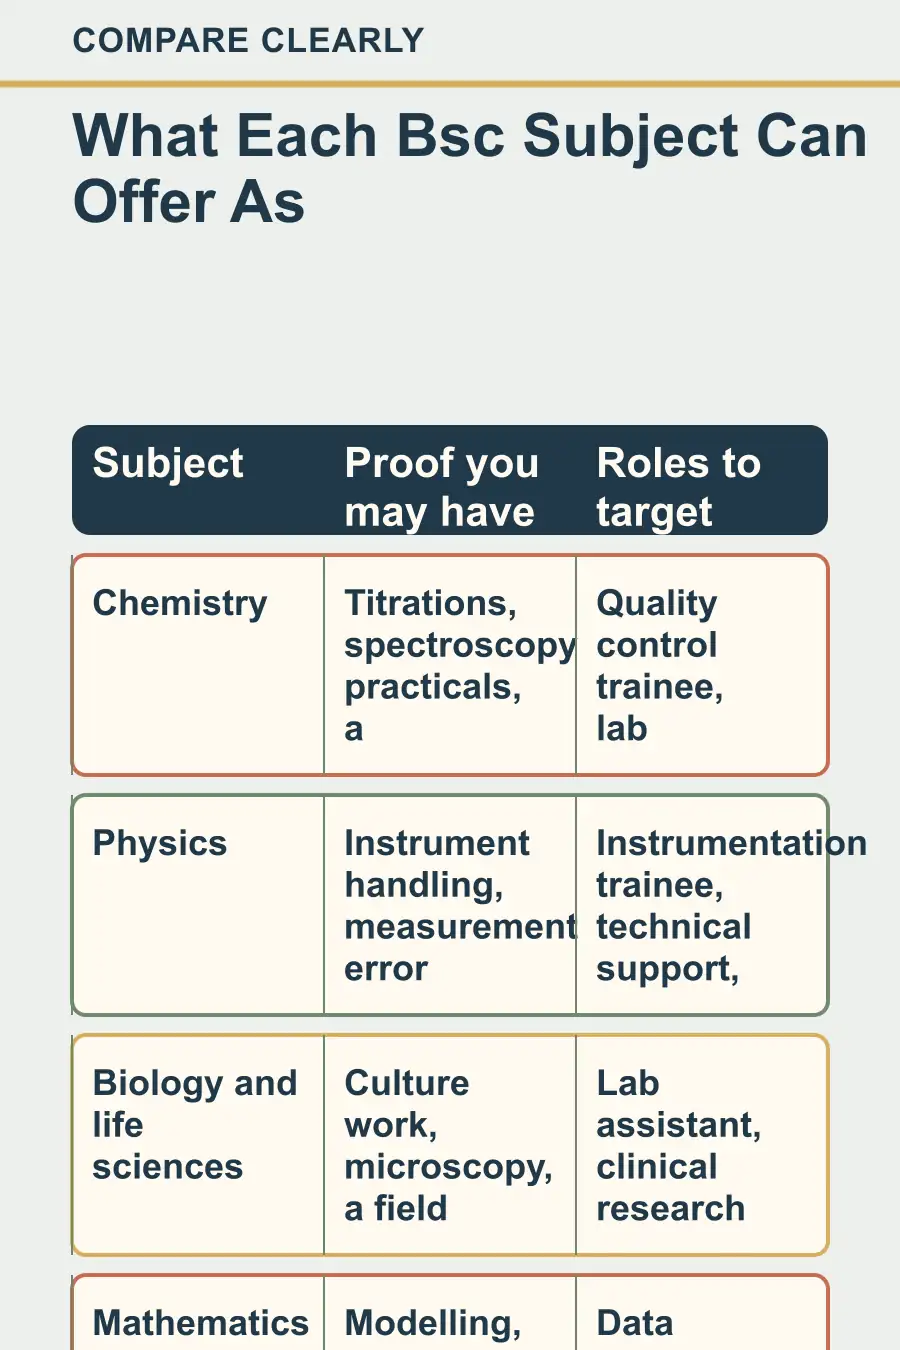 COMPARE CLEARLY
What Each Bsc Subject Can
Offer As
Subject
Proof you
may have
Roles to
target
Chemistry
Titrations,
spectroscopy
practicals,
a
Quality
control
trainee,
lab
Physics
Instrument
handling,
measurement
error
Instrumentation
trainee,
technical
support,
Biology and
life
sciences
Culture
work,
microscopy,
a field
Lab
assistant,
clinical
research
Mathematics
Modelling,
Data